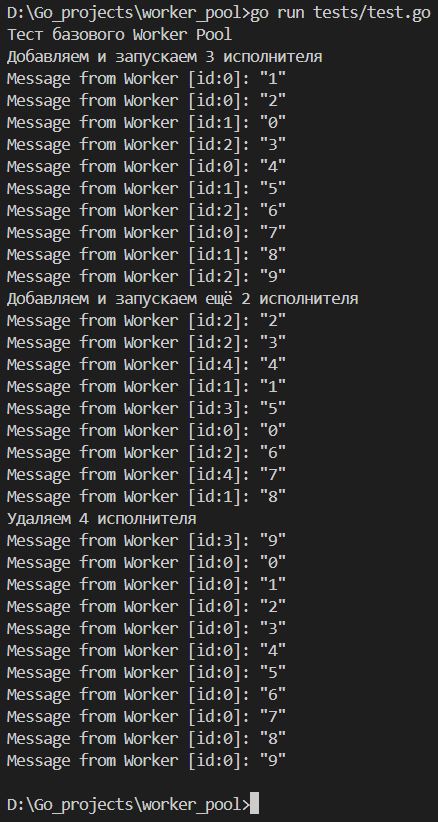 D:\Go_projects\worker_pool>go run tests/test.go
Тест базового Worker Pool
Добавляем и запускаем 3 исполнителя
Message from Worker [id:0]: "1"
Message from Worker [id:0]: "2"
Message from Worker [id:1]: "0"
Message from Worker [id:2]: "3"
Message from Worker [id:0]: "4"
Message from Worker [id:1]: "5"
Message from Worker [id:2]: "6"
Message from Worker [id:0]: "7"
Message from Worker [id:1]: "8"
Message from Worker [id:2]: "9"
Добавляем и запускаем ещё 2 исполнителя
Message from Worker [id:2]: "2"
Message from Worker [id:2]: "3"
Message from Worker [id:4]: "4"
Message from Worker [id:1]: "1"
Message from Worker [id:3]: "5"
Message from Worker [id:0]: "0"
Message from Worker [id:2]: "6"
Message from Worker [id:4]: "7"
Message from Worker [id:1]: "8"
Удаляем 4 исполнителя
Message from Worker [id:3]: "9"
Message from Worker [id:0]: "0"
Message from Worker [id:0]: "1"
Message from Worker [id:0]: "2"
Message from Worker [id:0]: "3"
Message from Worker [id:0]: "4"
Message from Worker [id:0]: "5"
Message from Worker [id:0]: "6"
Message from Worker [id:0]: "7"
Message from Worker [id:0]: "8"
Message from Worker [id:0]: "9"
D:\Go_projects\worker_pool>